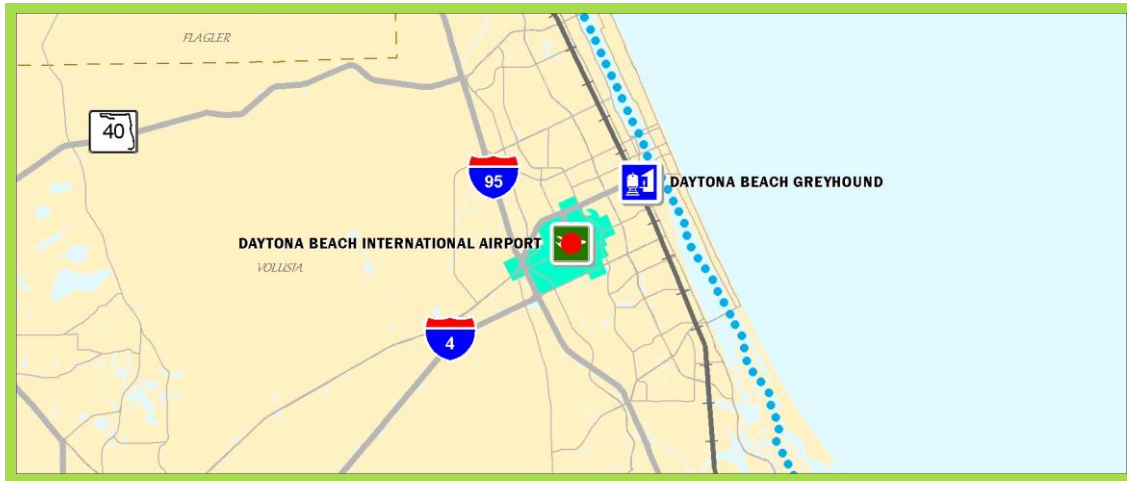 FLAGLER
40
95
DAYTONA BEACH GREYHOUND
DAYTONA BEACH INTERNATIONAL AIRPORT
VOLUSIA
4